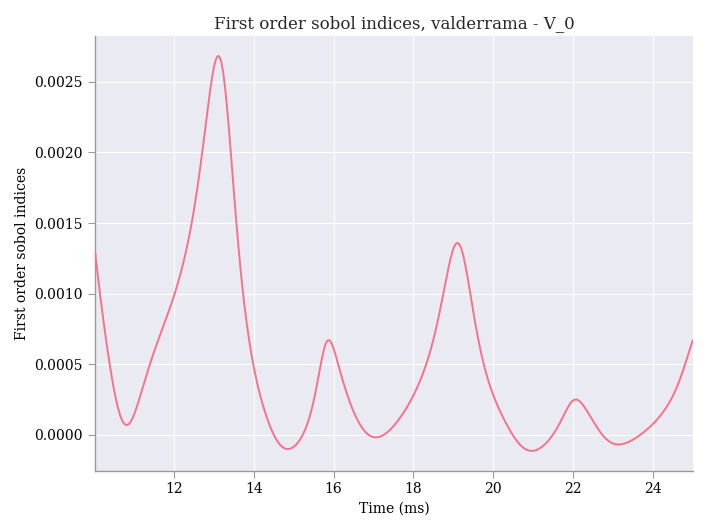 First order sobol indices, valderrama - V_0
0.0025
0.0020
0.0015
0.0010
0.0005
0.0000
First order sobol indices
12 14 16 18 20 22 24
Time (ms)